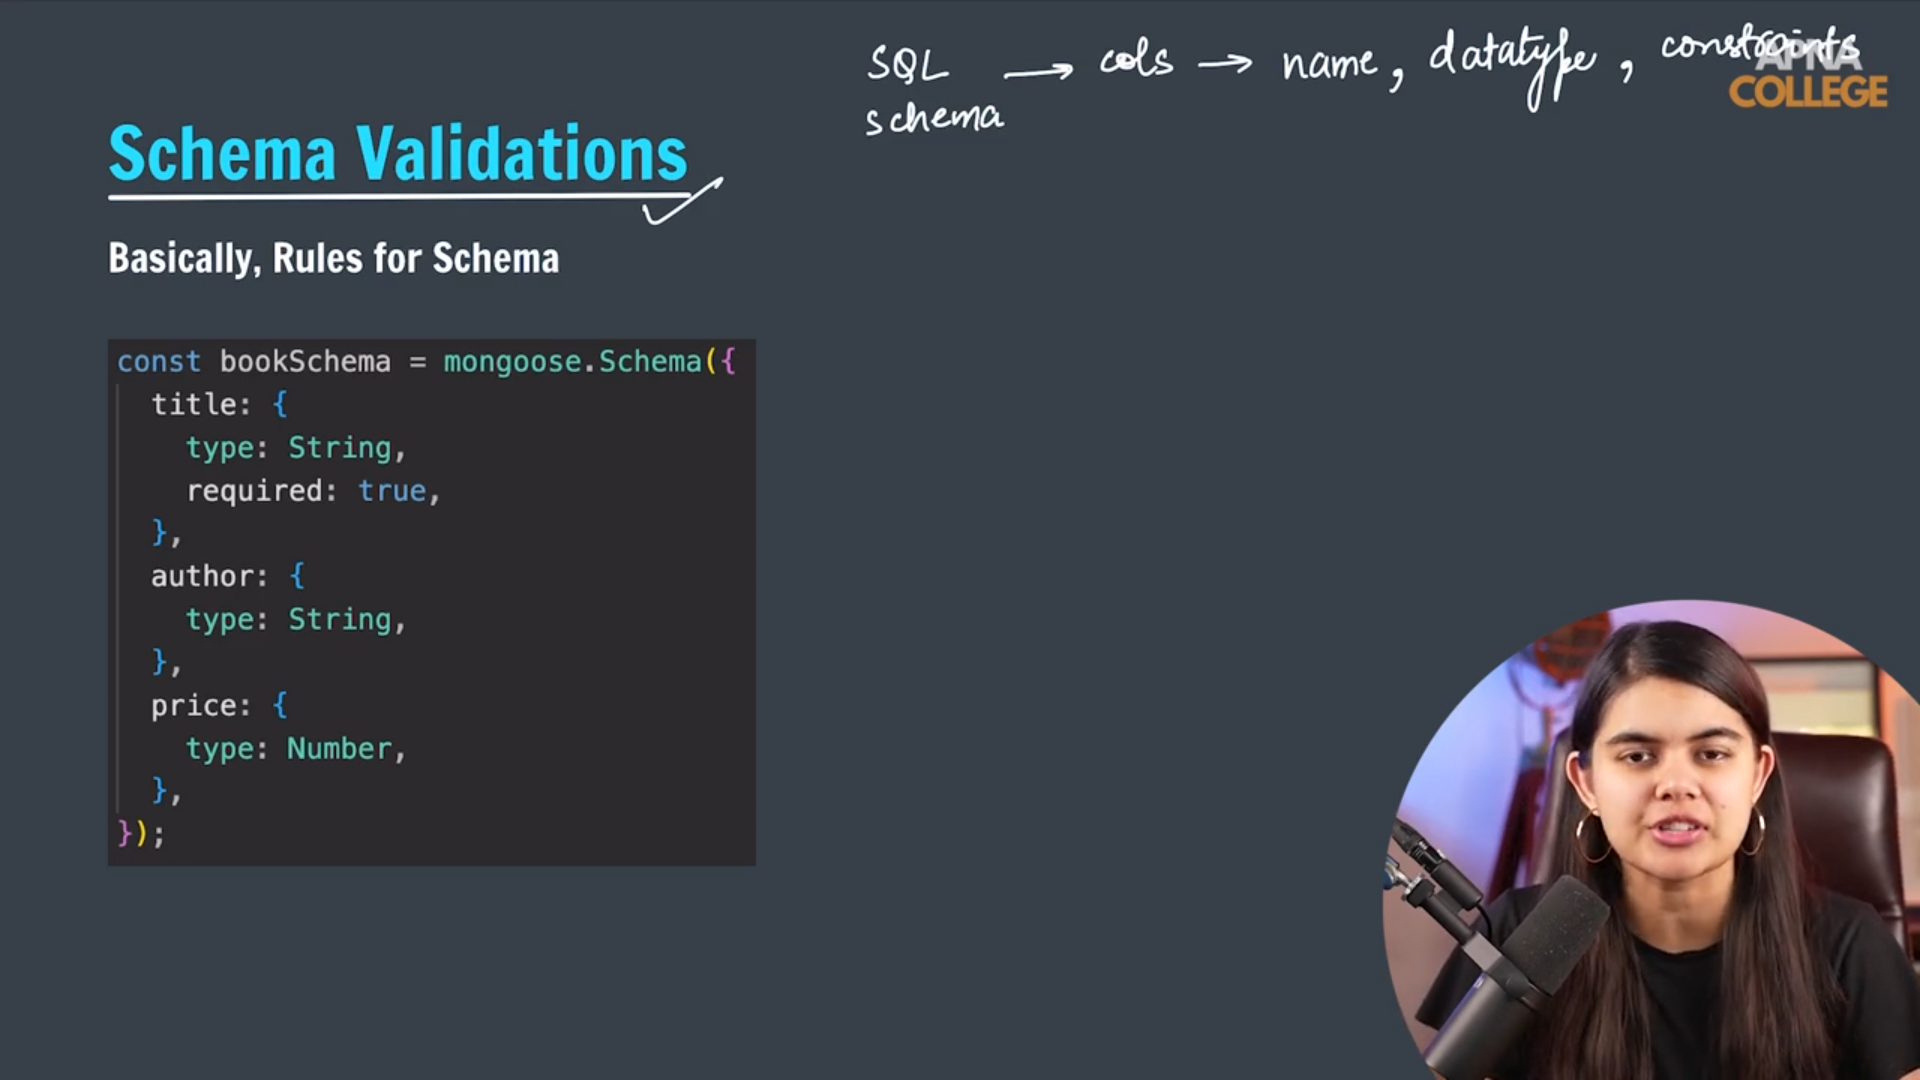 SQL → cols → name, datatype, constraints
schema
APNA
COLLEGE
Schema Validations
Basically, Rules for Schema
const bookSchema = mongoose.Schema({
  title: {
    type: String,
    required: true,
  },
  author: {
    type: String,
  },
  price: {
    type: Number,
  },
});